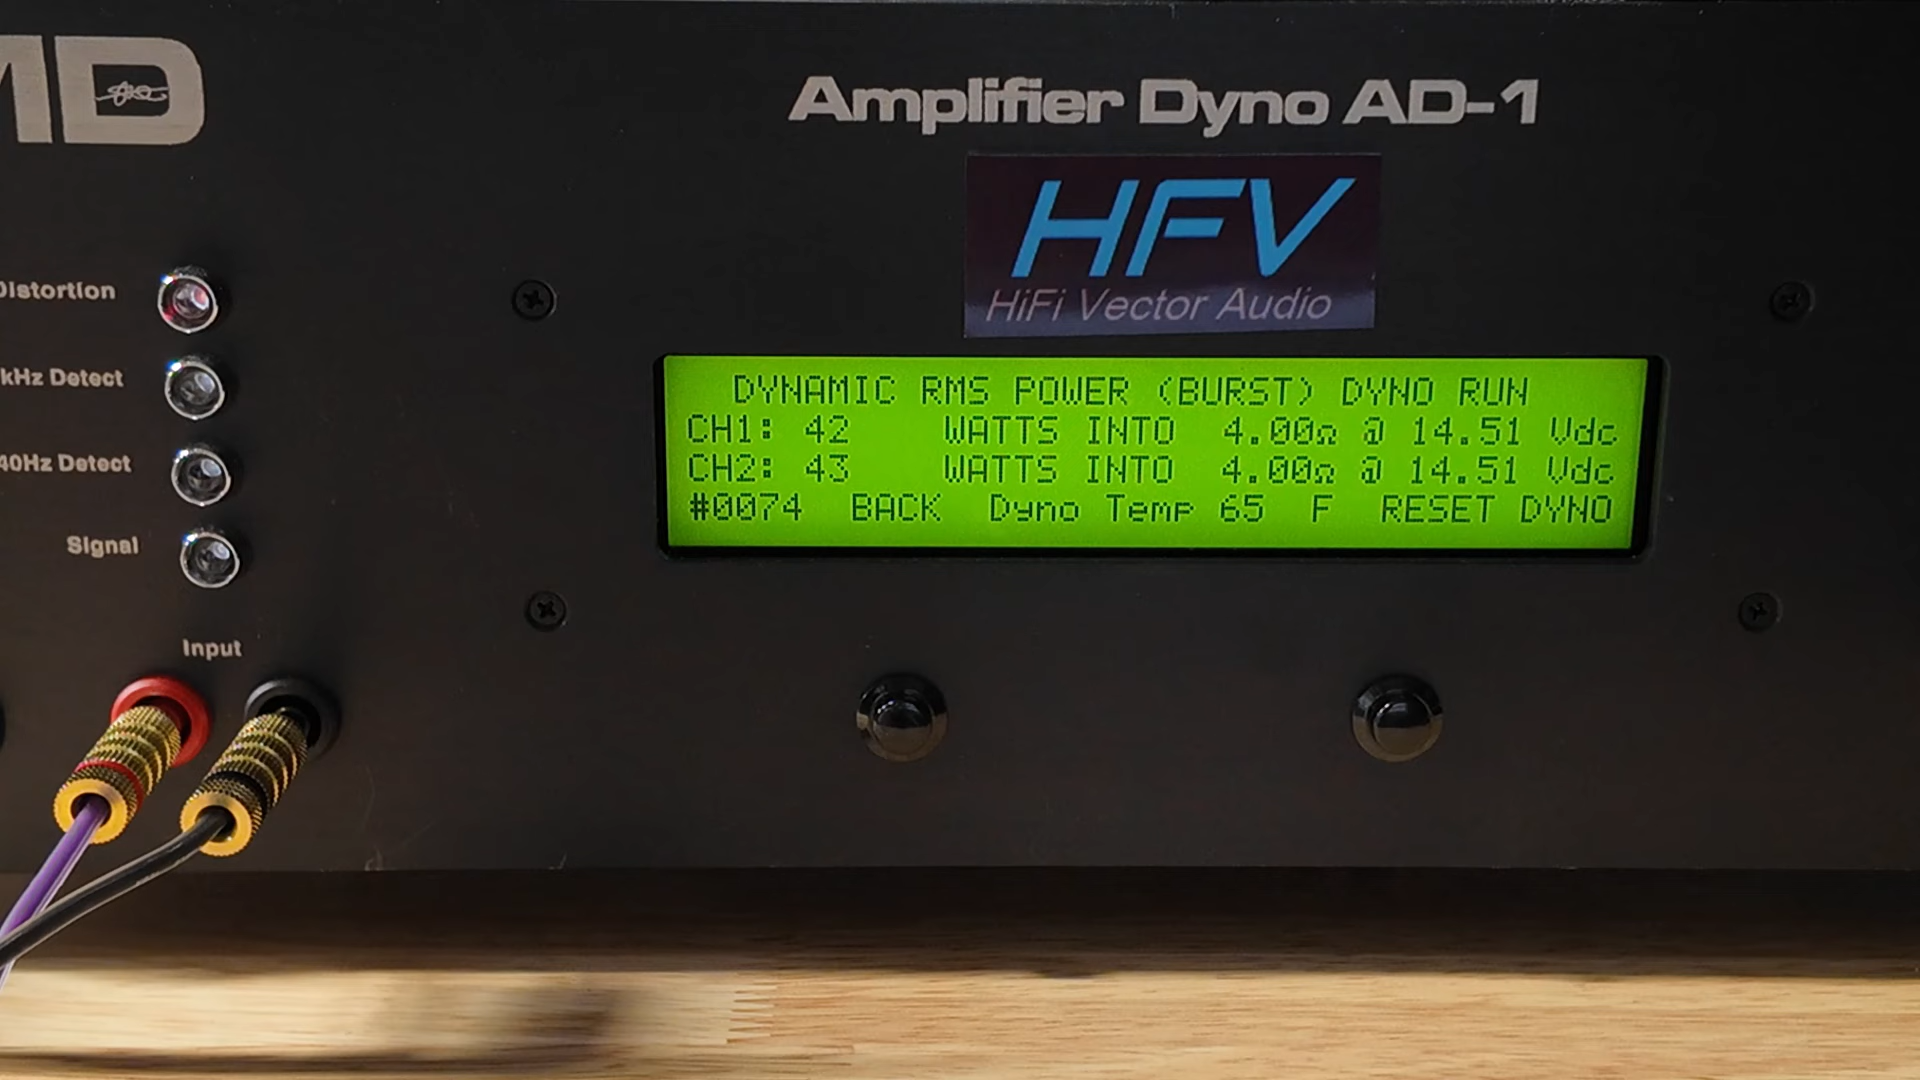 MD
Amplifier Dyno AD-1
HFV
HiFi Vector Audio
Distortion
kHz Detect
40Hz Detect
Signal
Input
DYNAMIC RMS POWER (BURST) DYNO RUN
CH1: 42 WATTS INTO 4.00Ω @ 14.51 Vdc
CH2: 43 WATTS INTO 4.00Ω @ 14.51 Vdc
#0074 BACK Dyno Temp 65 F RESET DYNO